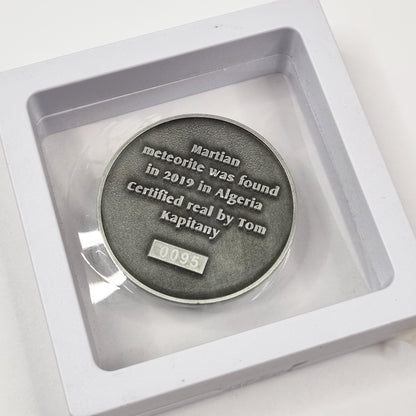 Martian
meteorite was found
in 2019 in Algeria
Certified real by Tom
Kapitany
0095